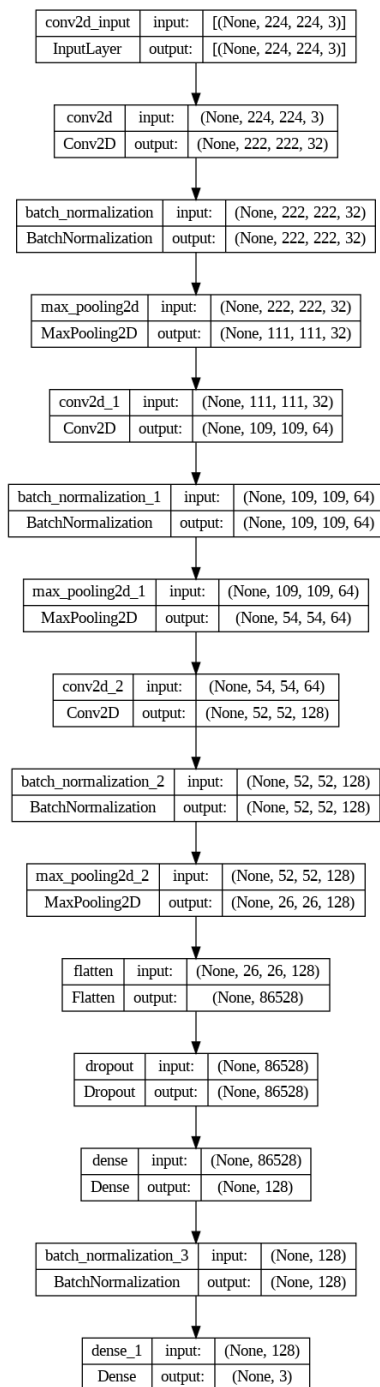 conv2d_input input: [(None, 224, 224, 3)]
InputLayer output: [(None, 224, 224, 3)]
conv2d input: (None, 224, 224, 3)
Conv2D output: (None, 222, 222, 32)
batch_normalization input: (None, 222, 222, 32)
BatchNormalization output: (None, 222, 222, 32)
max_pooling2d input: (None, 222, 222, 32)
MaxPooling2D output: (None, 111, 111, 32)
conv2d_1 input: (None, 111, 111, 32)
Conv2D output: (None, 109, 109, 64)
batch_normalization_1 input: (None, 109, 109, 64)
BatchNormalization output: (None, 109, 109, 64)
max_pooling2d_1 input: (None, 109, 109, 64)
MaxPooling2D output: (None, 54, 54, 64)
conv2d_2 input: (None, 54, 54, 64)
Conv2D output: (None, 52, 52, 128)
batch_normalization_2 input: (None, 52, 52, 128)
BatchNormalization output: (None, 52, 52, 128)
max_pooling2d_2 input: (None, 52, 52, 128)
MaxPooling2D output: (None, 26, 26, 128)
flatten input: (None, 26, 26, 128)
Flatten output: (None, 86528)
dropout input: (None, 86528)
Dropout output: (None, 86528)
dense input: (None, 86528)
Dense output: (None, 128)
batch_normalization_3 input: (None, 128)
BatchNormalization output: (None, 128)
dense_1 input: (None, 128)
Dense output: (None, 3)